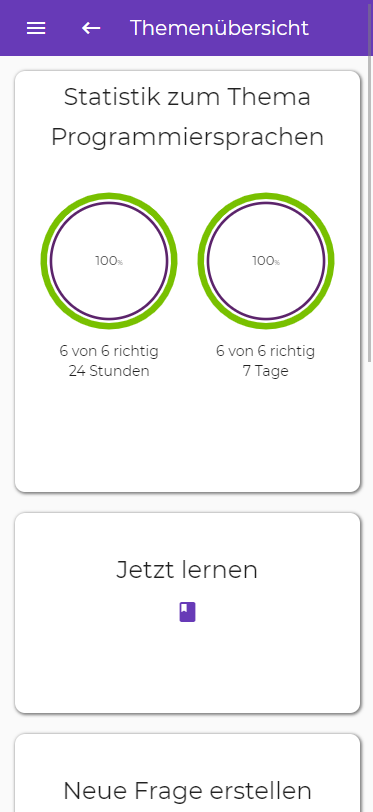 Themenübersicht
Statistik zum Thema
Programmiersprachen
100%
100%
6 von 6 richtig
24 Stunden
6 von 6 richtig
7 Tage
Jetzt lernen
Neue Frage erstellen